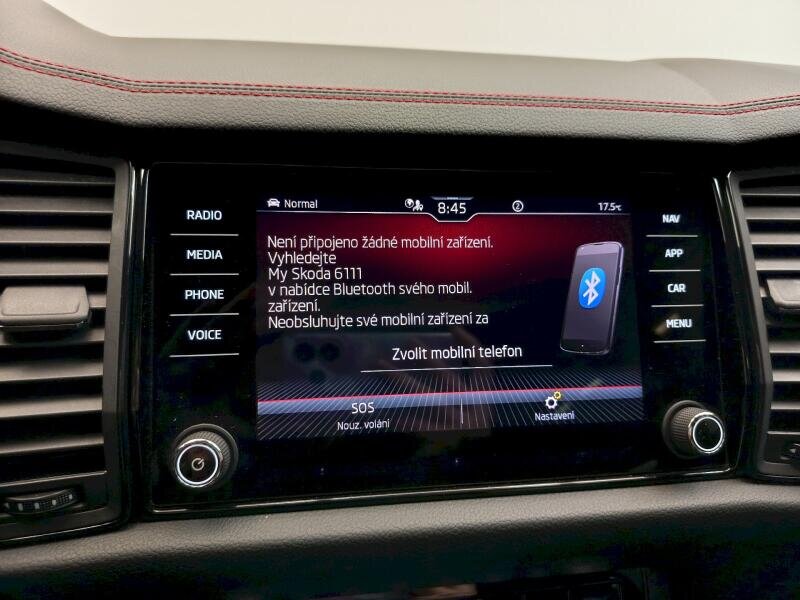 Normal
8:45
2
17.5°C
RADIO
MEDIA
PHONE
VOICE
NAV
APP
CAR
MENU
Není připojeno žádné mobilní zařízení.
Vyhledejte
My Skoda 6111
v nabídce Bluetooth svého mobil.
zařízení.
Neobsluhujte své mobilní zařízení za
Zvolit mobilní telefon
SOS
Nouz. volání
Nastavení